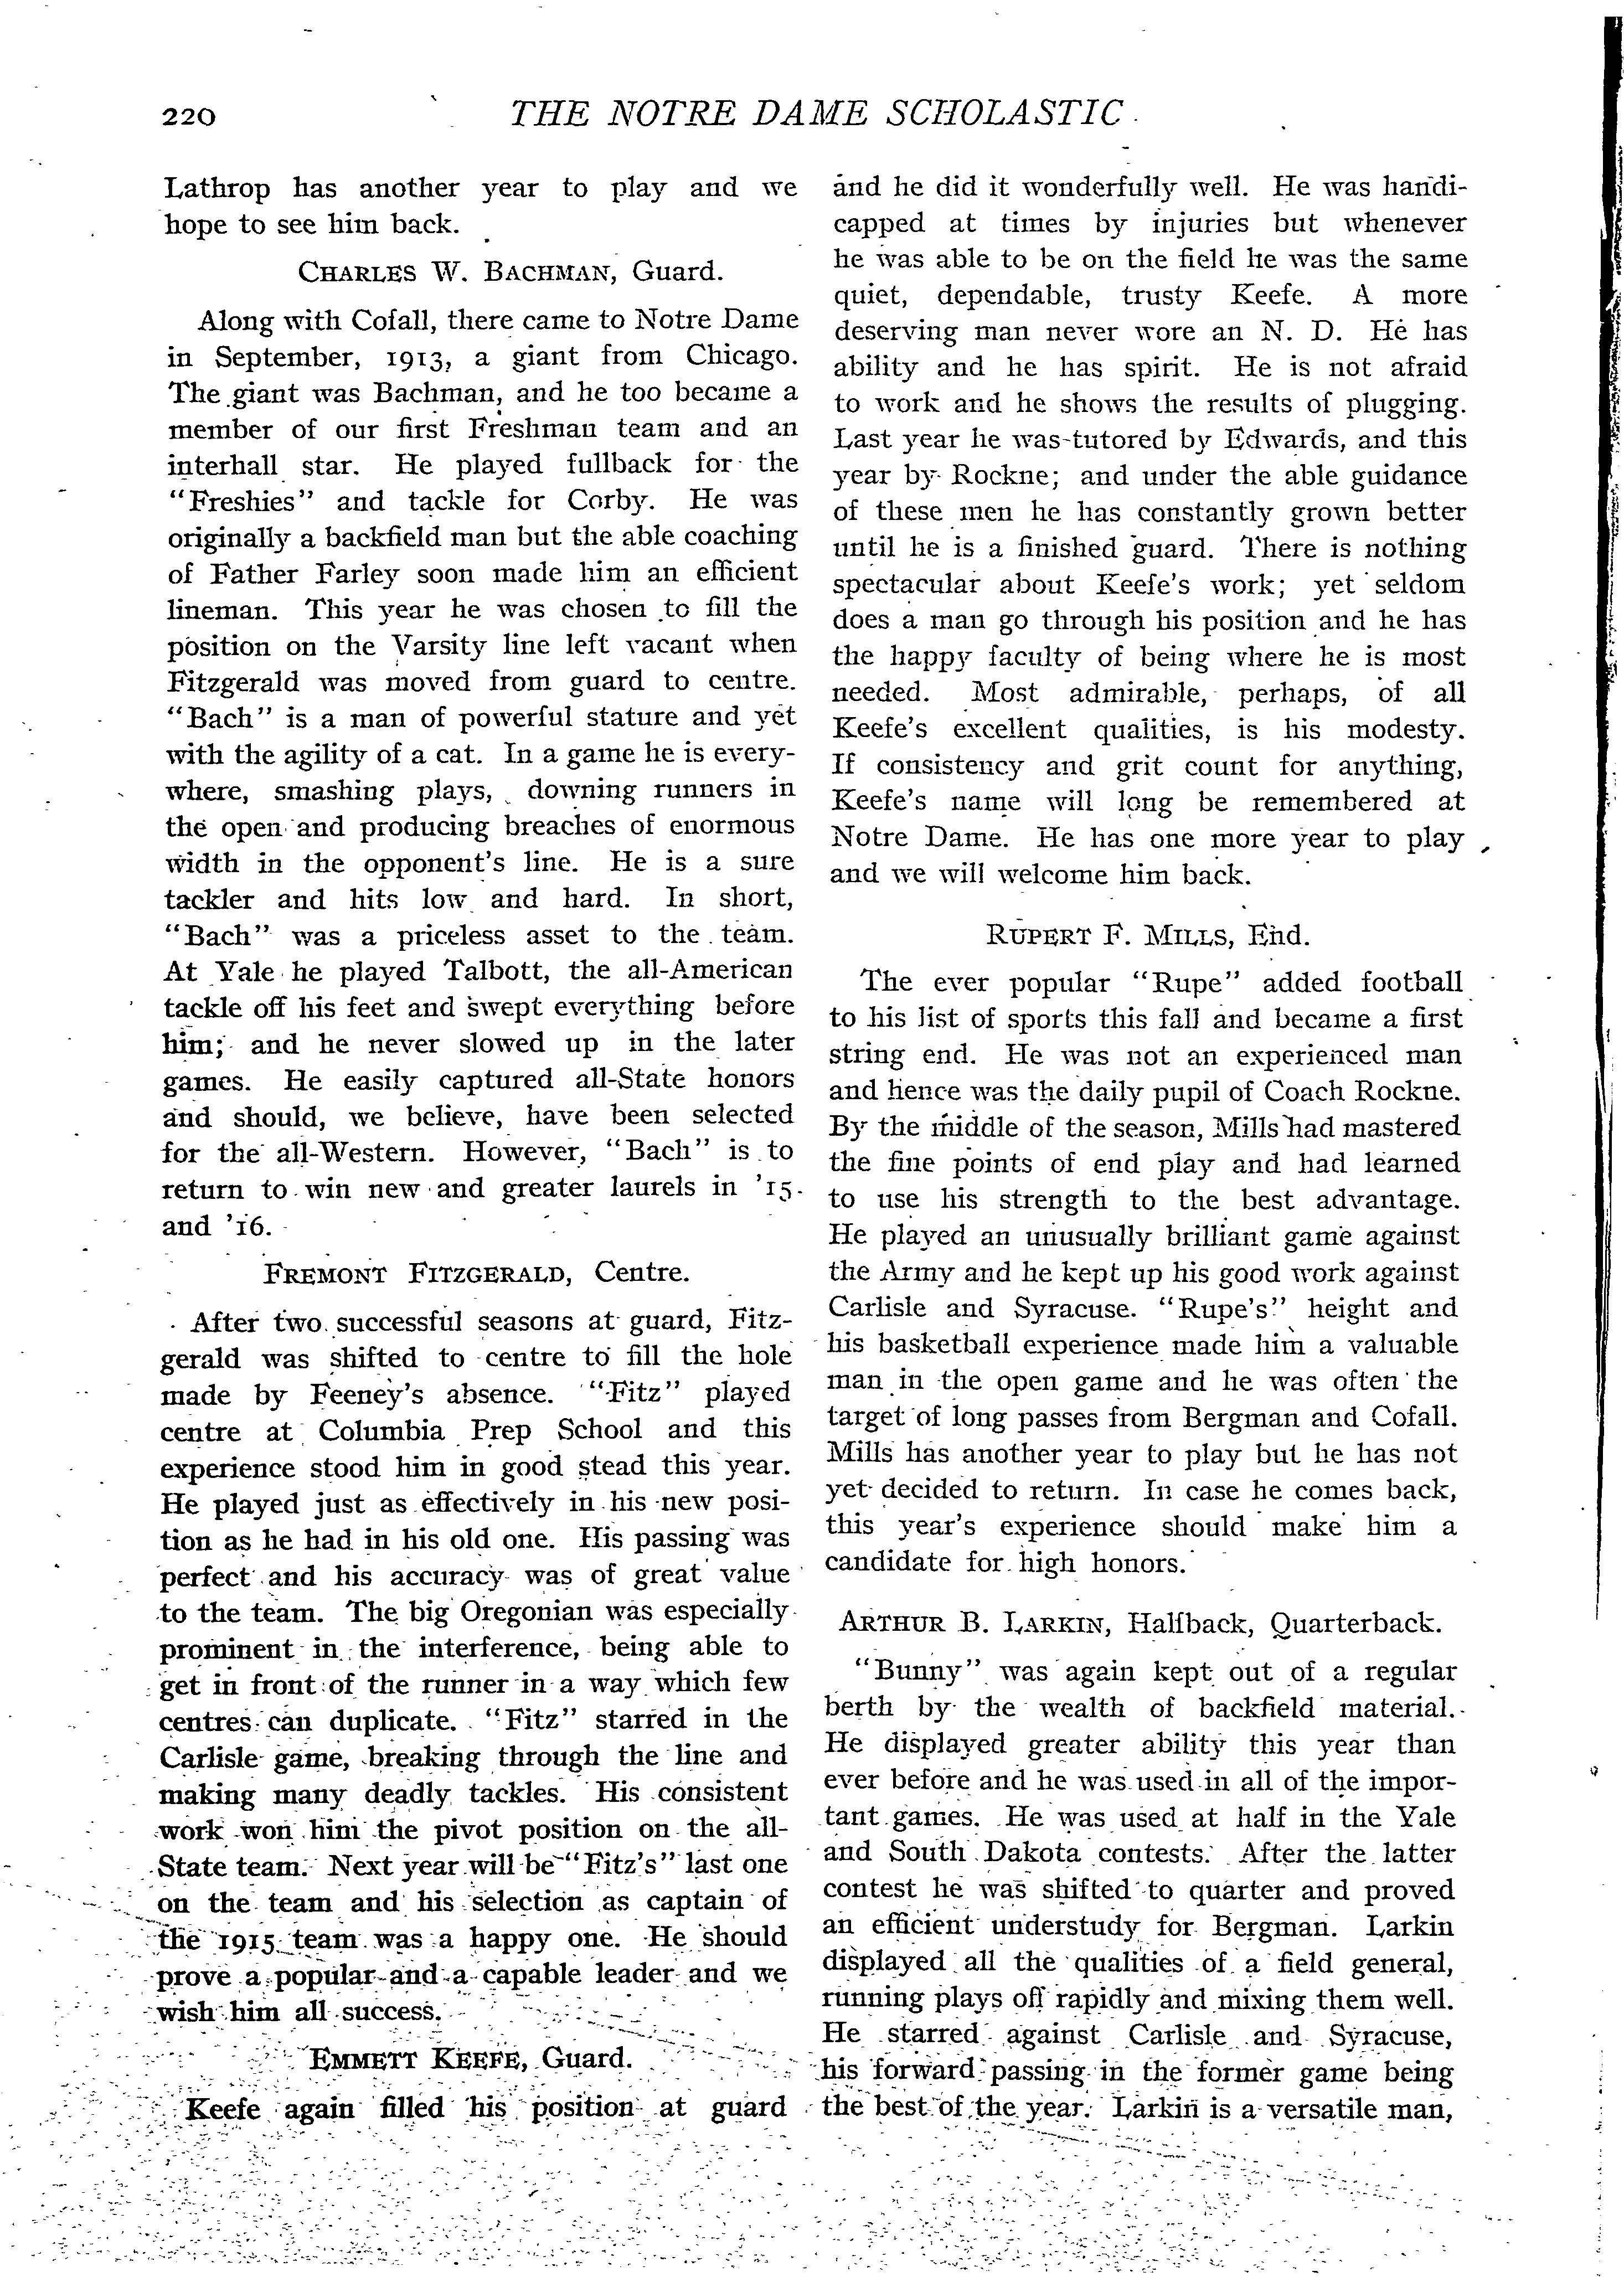 220
THE NOTRE DAME SCHOLASTIC
Lathrop has another year to play and we
hope to see him back.
CHARLES W. BACHMAN, Guard.
Along with Cofall, there came to Notre Dame
in September, 1913, a giant from Chicago.
The giant was Bachman, and he too became a
member of our first Freshman team and an
interhall star. He played fullback for the
"Freshies" and tackle for Corby. He was
originally a backfield man but the able coaching
of Father Farley soon made him an efficient
lineman. This year he was chosen to fill the
position on the Varsity line left vacant when
Fitzgerald was moved from guard to centre.
"Bach" is a man of powerful stature and yet
with the agility of a cat. In a game he is every-
where, smashing plays, downing runners in
the open and producing breaches of enormous
width in the opponent's line. He is a sure
tackler and hits low and hard. In short,
"Bach" was a priceless asset to the team.
At Yale he played Talbott, the all-American
tackle off his feet and swept everything before
him; and he never slowed up in the later
games. He easily captured all-State honors
and should, we believe, have been selected
for the all-Western. However, "Bach" is to
return to win new and greater laurels in '15
and '16.
FREMONT FITZGERALD, Centre.
After two successful seasons at guard, Fitz-
gerald was shifted to centre to fill the hole
made by Feeney's absence. "Fitz" played
centre at Columbia Prep School and this
experience stood him in good stead this year.
He played just as effectively in his new posi-
tion as he had in his old one. His passing was
perfect and his accuracy was of great value
to the team. The big Oregonian was especially
prominent in the interference, being able to
get in front of the runner in a way which few
centres can duplicate. "Fitz" starred in the
Carlisle game, breaking through the line and
making many deadly tackles. His consistent
work won him the pivot position on the all-
State team. Next year will be "Fitz's" last one
on the team and his selection as captain of
the 1915 team was a happy one. He should
prove a popular and a capable leader and we
wish him all success.
EMMETT KEEFE, Guard.
Keefe again filled his position at guard
and he did it wonderfully well. He was handi-
capped at times by injuries but whenever
he was able to be on the field he was the same
quiet, dependable, trusty Keefe. A more
deserving man never wore an N. D. He has
ability and he has spirit. He is not afraid
to work and he shows the results of plugging.
Last year he was tutored by Edwards, and this
year by Rockne; and under the able guidance
of these men he has constantly grown better
until he is a finished guard. There is nothing
spectacular about Keefe's work; yet seldom
does a man go through his position and he has
the happy faculty of being where he is most
needed. Most admirable, perhaps, of all
Keefe's excellent qualities, is his modesty.
If consistency and grit count for anything,
Keefe's name will long be remembered at
Notre Dame. He has one more year to play
and we will welcome him back.
RUPERT F. MILLS, End.
The ever popular "Rupe" added football
to his list of sports this fall and became a first
string end. He was not an experienced man
and hence was the daily pupil of Coach Rockne.
By the middle of the season, Mills had mastered
the fine points of end play and had learned
to use his strength to the best advantage.
He played an unusually brilliant game against
the Army and he kept up his good work against
Carlisle and Syracuse. "Rupe's" height and
his basketball experience made him a valuable
man in the open game and he was often the
target of long passes from Bergman and Cofall.
Mills has another year to play but he has not
yet decided to return. In case he comes back,
this year's experience should make him a
candidate for high honors.
ARTHUR B. LARKIN, Halfback, Quarterback.
"Bunny" was again kept out of a regular
berth by the wealth of backfield material.
He displayed greater ability this year than
ever before and he was used in all of the impor-
tant games. He was used at half in the Yale
and South Dakota contests. After the latter
contest he was shifted to quarter and proved
an efficient understudy for Bergman. Larkin
displayed all the qualities of a field general,
running plays off rapidly and mixing them well.
He starred against Carlisle and Syracuse,
his forward passing in the former game being
the best of the year. Larkin is a versatile man,